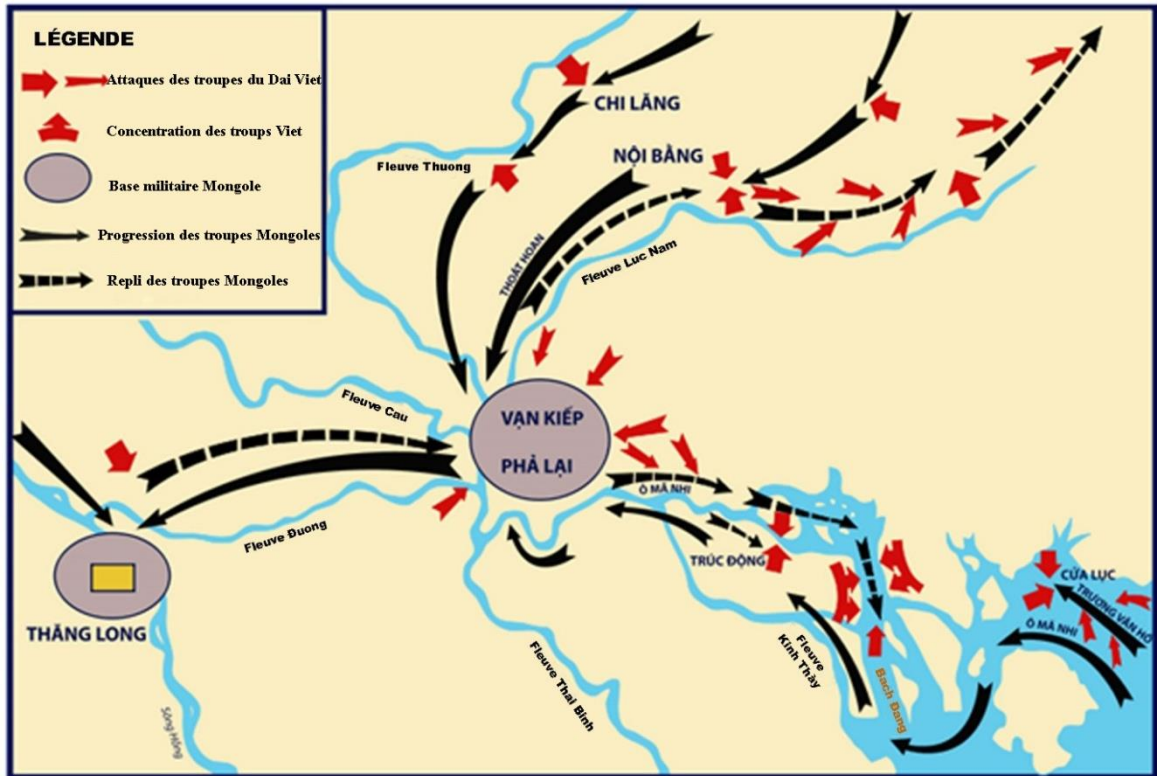 LÉGENDE
Attaques des troupes du Dai Viet
Concentration des troups Viet
Base militaire Mongole
Progression des troupes Mongoles
Repli des troupes Mongoles
CHI LĂNG
Fleuve Thuong
NỘI BẰNG
THOÁT HOAN
Fleuve Luc Nam
Fleuve Cau
VẠN KIẾP
PHẢ LẠI
Ô MÃ NHI
Fleuve Đuong
TRÚC ĐỘNG
CỬA LỤC
TRƯƠNG VĂN HỔ
Ô MÃ NHI
THĂNG LONG
Fleuve
Kinh Thày
Bach Đang
Fleuve Thai Binh
Sông Hồng